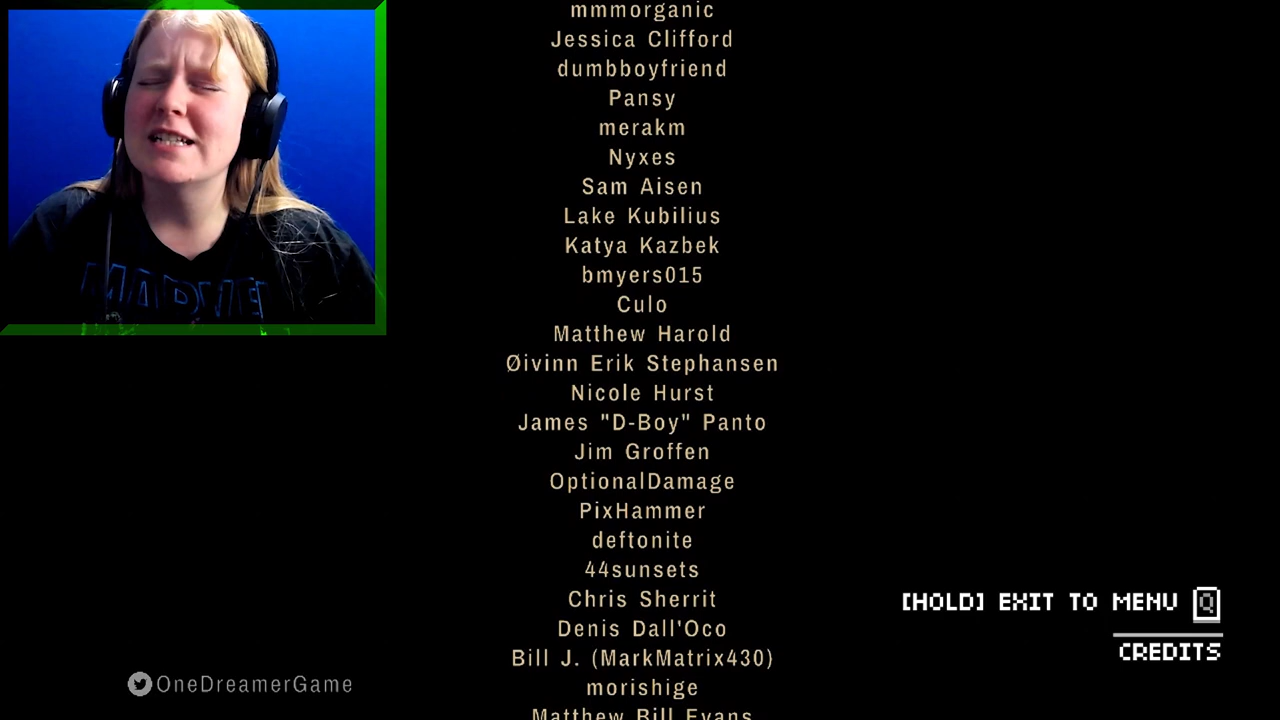 mmmorganic
Jessica Clifford
dumbboyfriend
Pansy
merakm
Nyxes
Sam Aisen
Lake Kubilius
Katya Kazbek
bmyers015
Culo
Matthew Harold
Øivinn Erik Stephansen
Nicole Hurst
James "D-Boy" Panto
Jim Groffen
OptionalDamage
PixHammer
deftonite
44sunsets
Chris Sherrit
Denis Dall'Oco
Bill J. (MarkMatrix430)
morishige
Matthew Bill Evans
[HOLD] EXIT TO MENU Q
CREDITS
OneDreamerGame